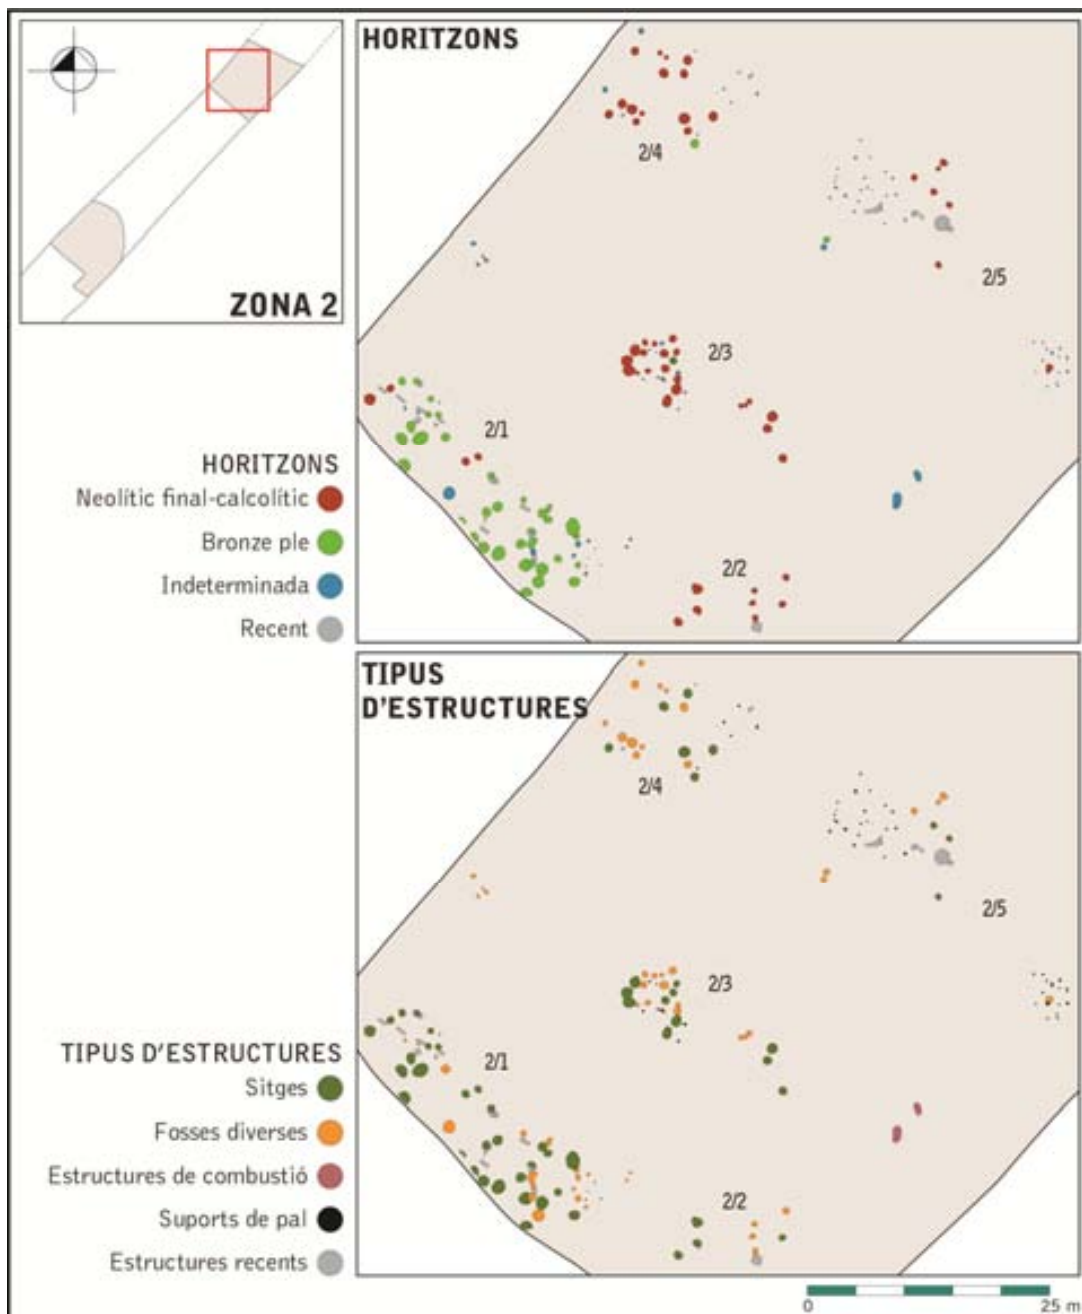 ZONA 2
HORITZONS
2/4
2/5
2/3
2/1
2/2
HORITZONS
Neolític final-calcolític
Bronze ple
Indeterminada
Recent
TIPUS
D'ESTRUCTURES
2/4
2/5
2/3
2/1
2/2
TIPUS D'ESTRUCTURES
Sitges
Fosses diverses
Estructures de combustió
Suports de pal
Estructures recents
0 25 m